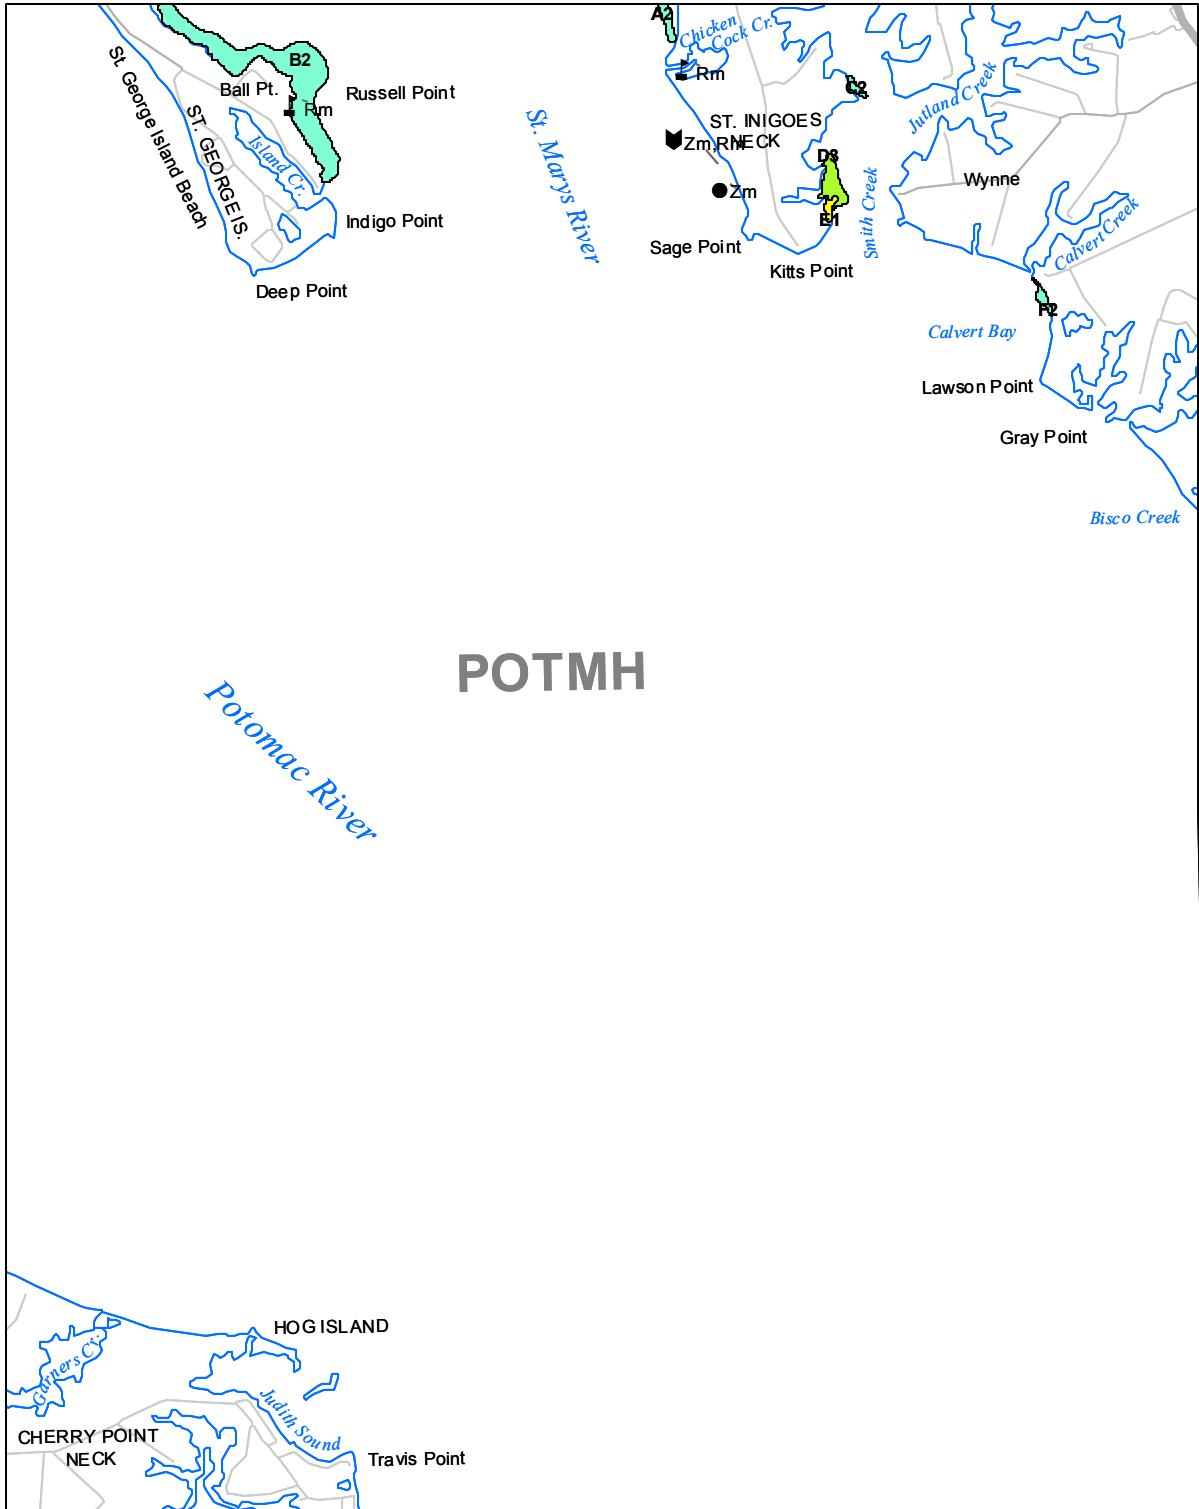 A2
Chicken
Cock Cr.
B2
Ball Pt.
Rm
Russell Point
St. George Island Beach
ST. GEORGE IS.
Island Cr.
Indigo Point
Deep Point
St. Marys River
Rm
C2
Jutland Creek
ST. INIGOES
NECK
Zm,Rm
D3
Zm
E1
Smith Creek
Wynne
Sage Point
Kitts Point
Calvert Creek
F2
Calvert Bay
Lawson Point
Gray Point
Bisco Creek
POTMH
Potomac River
HOG ISLAND
Garners Cr.
Judith Sound
CHERRY POINT
NECK
Travis Point